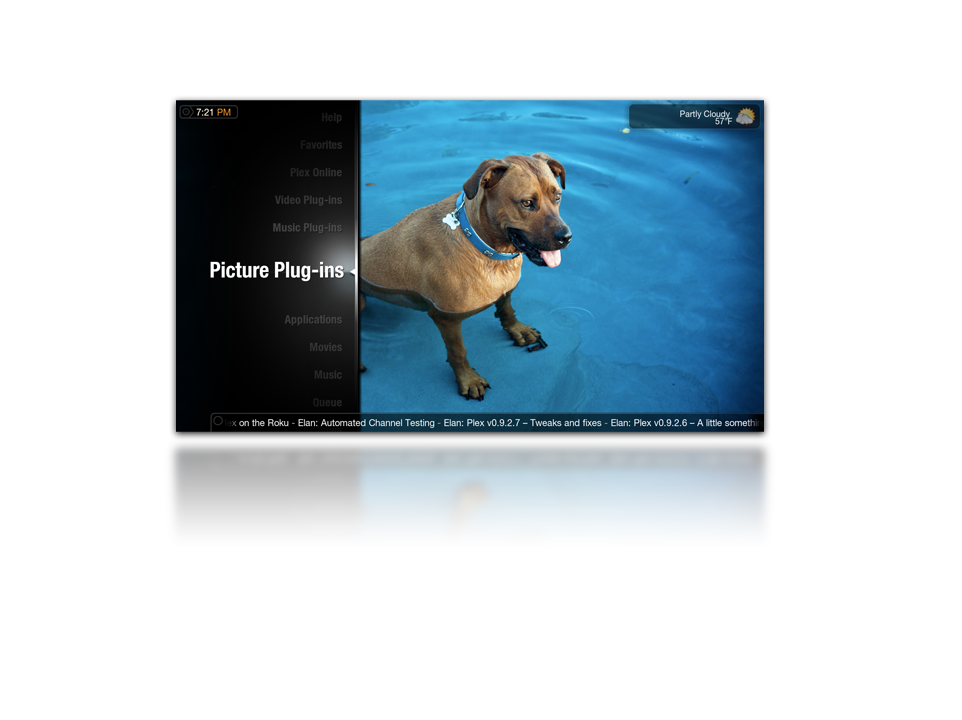 7:21 PM
Partly Cloudy
57°F
Help
Favorites
Plex Online
Video Plug-ins
Music Plug-ins
Picture Plug-ins
Applications
Movies
Music
Queue
on the Roku - Elan: Automated Channel Testing - Elan: Plex v0.9.2.7 – Tweaks and fixes - Elan: Plex v0.9.2.6 – A little somethi